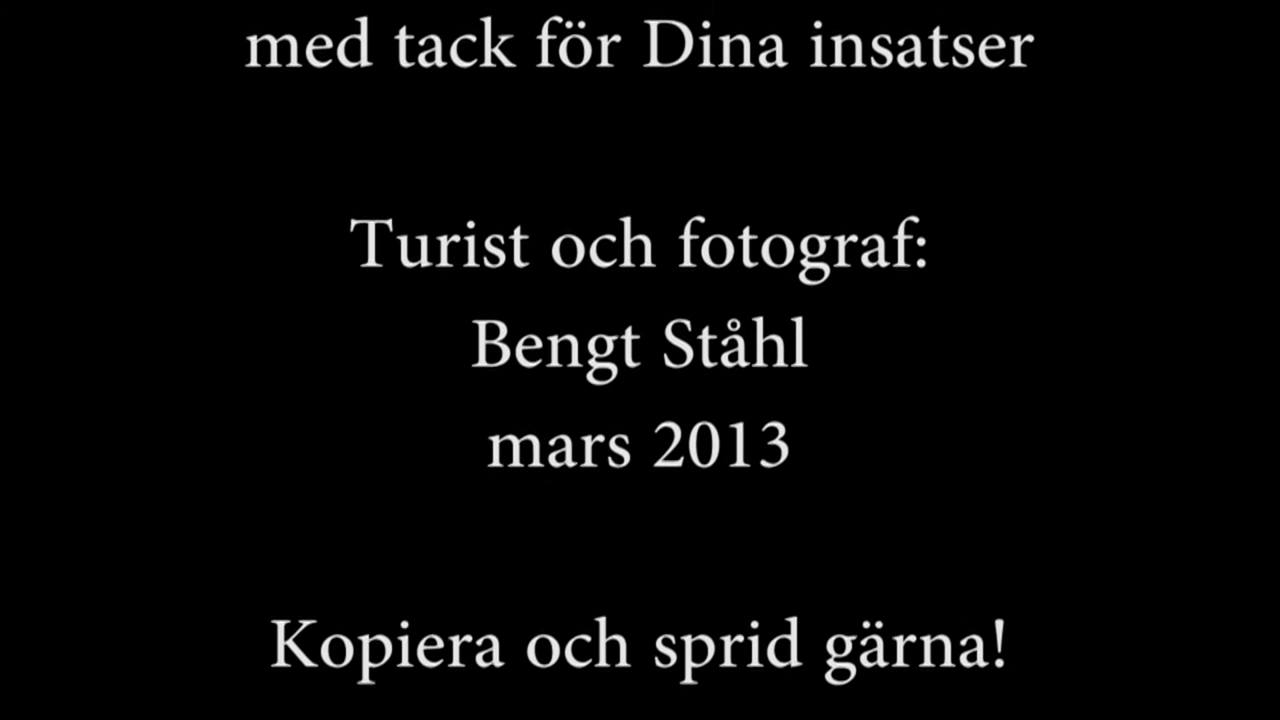 med tack för Dina insatser
Turist och fotograf:
Bengt Ståhl
mars 2013
Kopiera och sprid gärna!